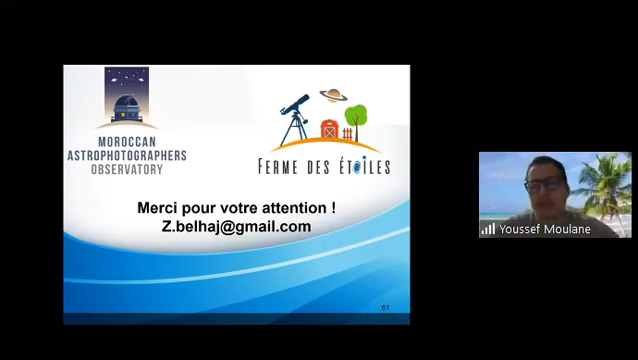 MOROCCAN
ASTROPHOTOGRAPHERS
OBSERVATORY
FERME DES ÉTOILES
Merci pour votre attention !
Z.belhaj@gmail.com
61
Youssef Moulane